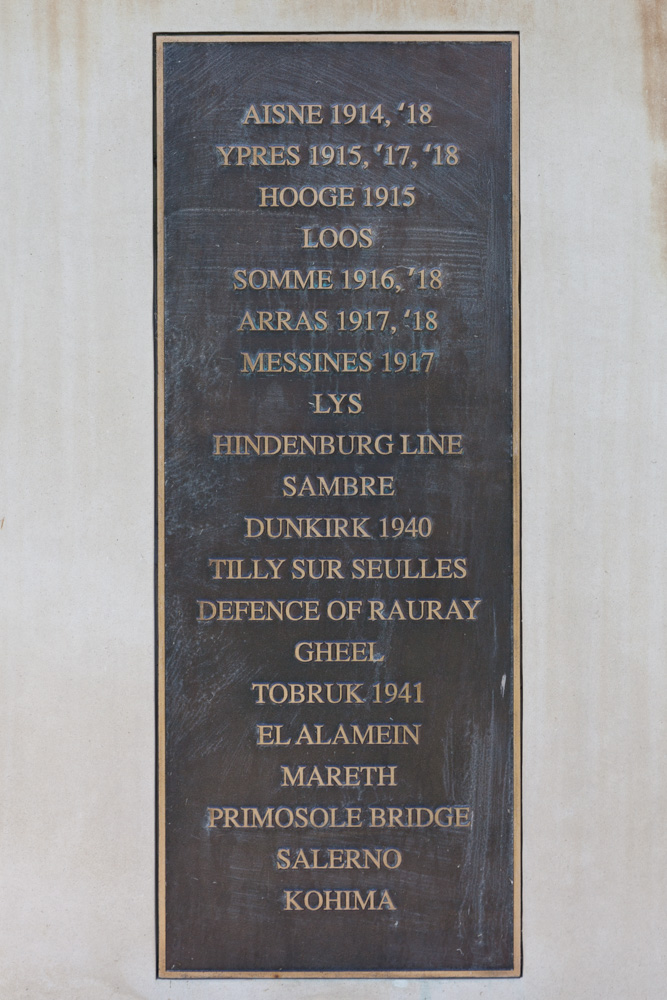 AISNE 1914, ‘18
YPRES 1915, ‘17, ‘18
HOOGE 1915
LOOS
SOMME 1916, ‘18
ARRAS 1917, ‘18
MESSINES 1917
LYS
HINDENBURG LINE
SAMBRE
DUNKIRK 1940
TILLY SUR SEULLES
DEFENCE OF RAURAY
GHEEL
TOBRUK 1941
EL ALAMEIN
MARETH
PRIMOSOLE BRIDGE
SALERNO
KOHIMA